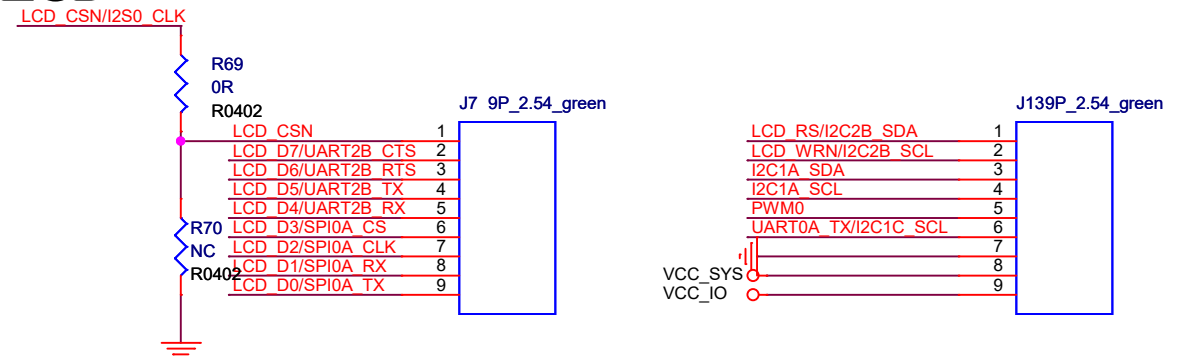 LCD_CSN/I2S0_CLK
R69
0R
R0402
J7 9P_2.54_green
LCD_CSN 1
LCD_D7/UART2B_CTS 2
LCD_D6/UART2B_RTS 3
LCD_D5/UART2B_TX 4
LCD_D4/UART2B_RX 5
LCD_D3/SPI0A_CS 6
LCD_D2/SPI0A_CLK 7
LCD_D1/SPI0A_RX 8
LCD_D0/SPI0A_TX 9
R70
NC
R0402
J139P_2.54_green
LCD_RS/I2C2B_SDA 1
LCD_WRN/I2C2B_SCL 2
I2C1A_SDA 3
I2C1A_SCL 4
PWM0 5
UART0A_TX/I2C1C_SCL 6
7
VCC_SYS 8
VCC_IO 9